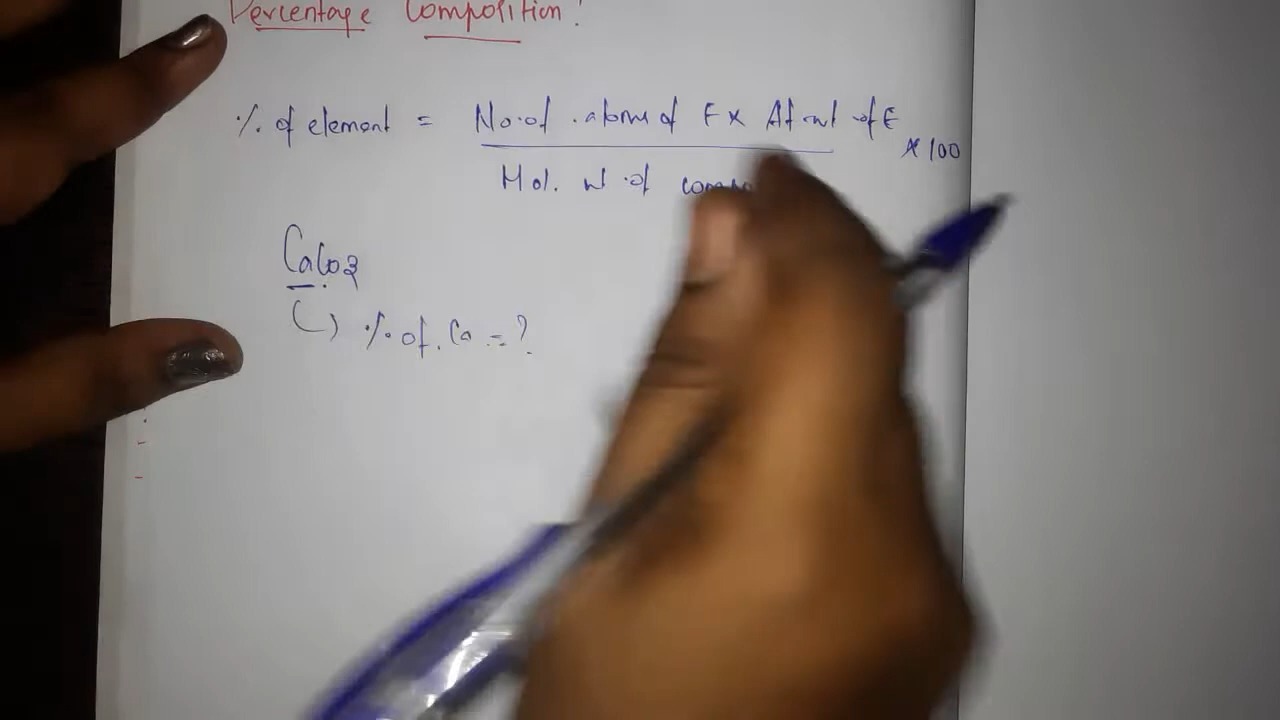 Percentage Composition:
% of element = No. of atoms of E x At wt of E x 100
Mol. wt of
CaCo3
% of Ca = ?